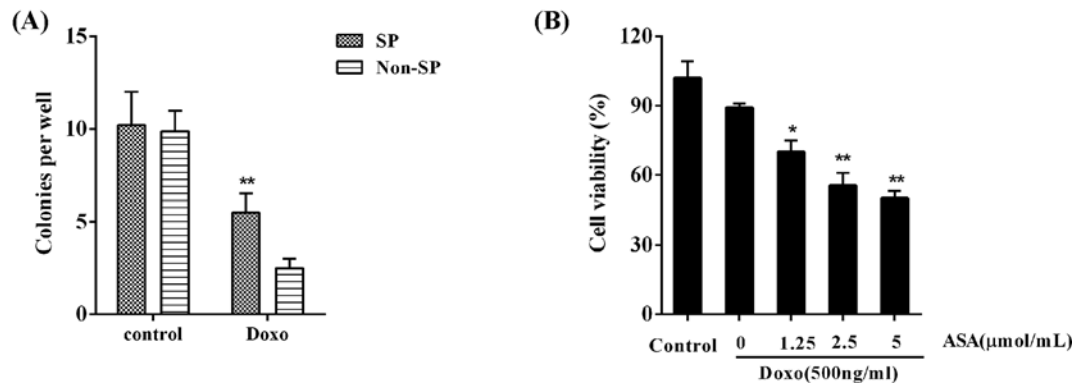 (A)
15
10
5
0
Colonies per well
SP
Non-SP
**
control Doxo
(B)
120
90
60
30
0
Cell viability (%)
* ** **
Control 0 1.25 2.5 5 ASA(μmol/mL)
Doxo(500ng/ml)